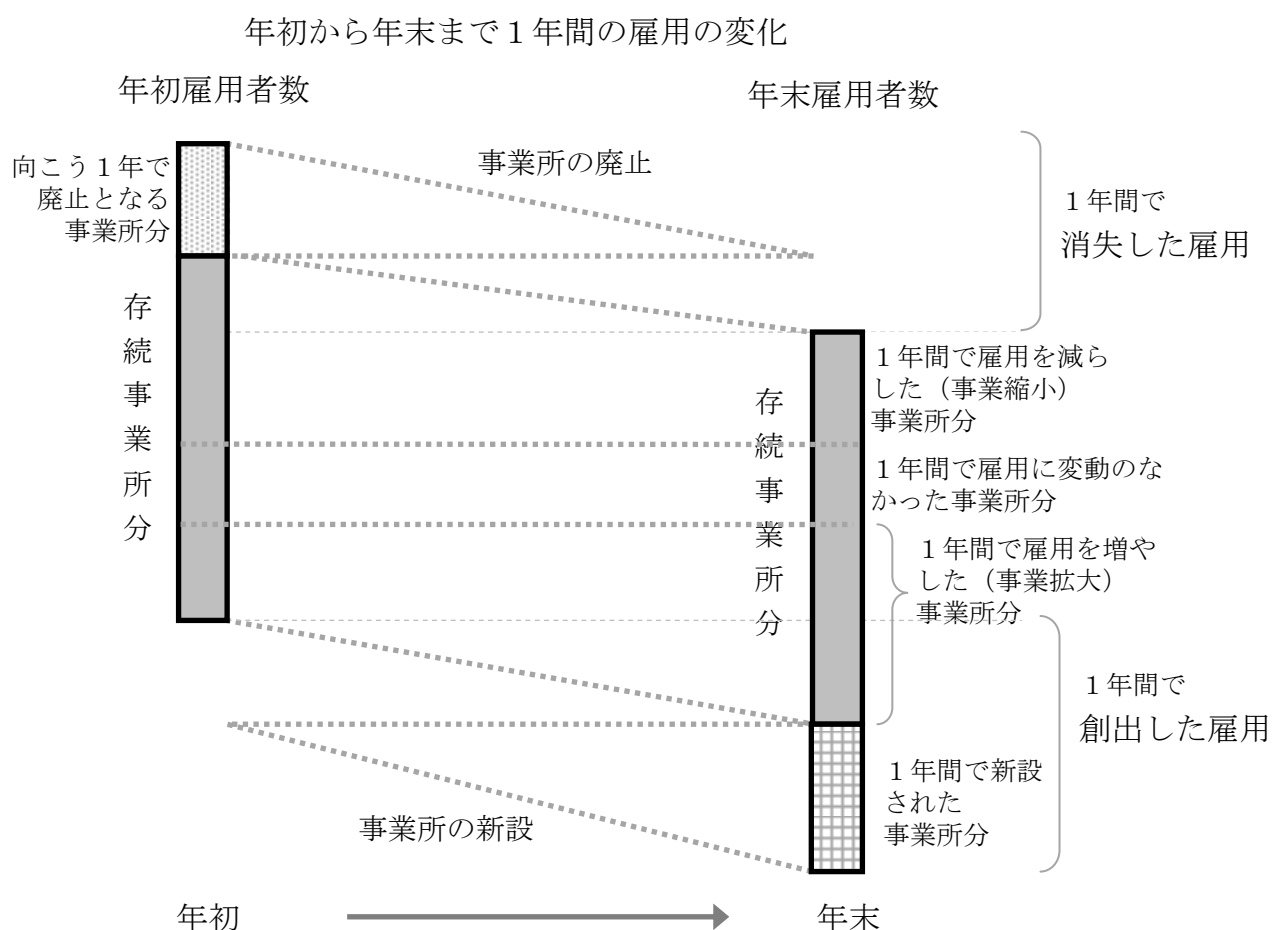 年初から年末まで１年間の雇用の変化
年初雇用者数
年末雇用者数
向こう１年で
廃止となる
事業所分
事業所の廃止
１年間で
消失した雇用
存続事業所分
存続事業所分
１年間で雇用を減ら
した（事業縮小）
事業所分
１年間で雇用に変動のな
かった事業所分
１年間で雇用を増や
した（事業拡大）
事業所分
１年間で
創出した雇用
１年間で新設
された
事業所分
事業所の新設
年初
年末